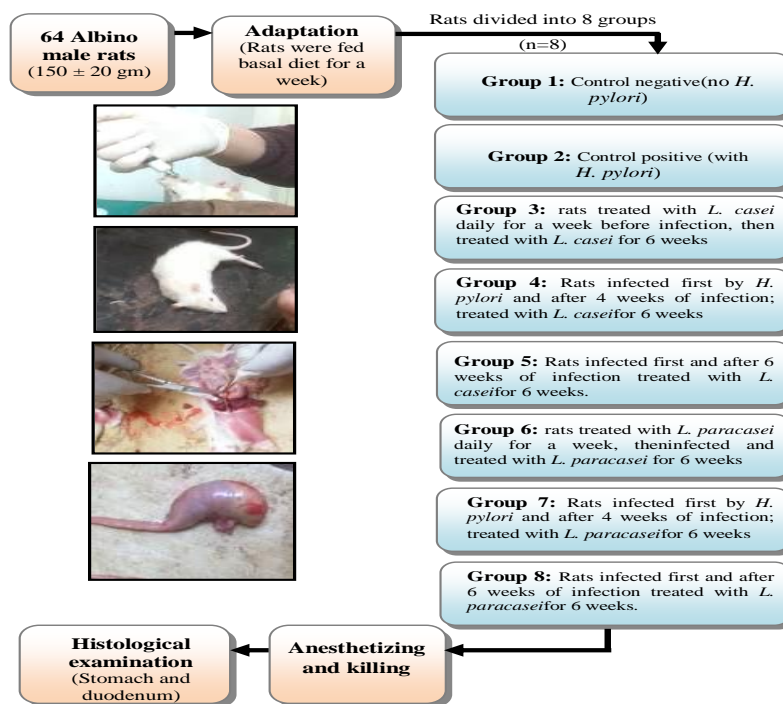 64 Albino
male rats
(150 ± 20 gm)
Adaptation
(Rats were fed
basal diet for a
week)
Rats divided into 8 groups
(n=8)
Group 1: Control negative(no H.
pylori)
Group 2: Control positive (with
H. pylori)
Group 3: rats treated with L. casei
daily for a week before infection, then
treated with L. casei for 6 weeks
Group 4: Rats infected first by H.
pylori and after 4 weeks of infection;
treated with L. caseifor 6 weeks
Group 5: Rats infected first and after 6
weeks of infection treated with L.
caseifor 6 weeks.
Group 6: rats treated with L. paracasei
daily for a week, theninfected and
treated with L. paracasei for 6 weeks
Group 7: Rats infected first by H.
pylori and after 4 weeks of infection;
treated with L. paracaseifor 6 weeks
Group 8: Rats infected first and after
6 weeks of infection treated with L.
paracaseifor 6 weeks.
Anesthetizing
and killing
Histological
examination
(Stomach and
duodenum)